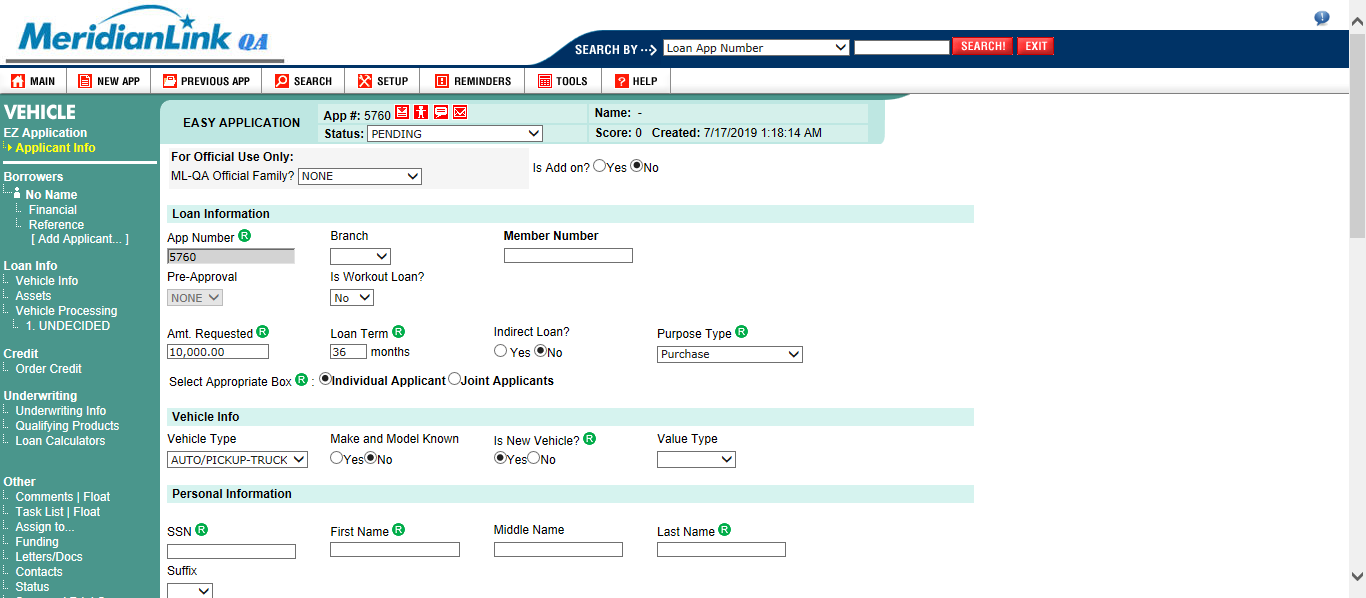 MeridianLink QA
SEARCH BY Loan App Number SEARCH! EXIT
MAIN NEW APP PREVIOUS APP SEARCH SETUP REMINDERS TOOLS HELP
VEHICLE
EZ Application
Applicant Info
Borrowers
No Name
Financial
Reference
[ Add Applicant... ]
Loan Info
Vehicle Info
Assets
Vehicle Processing
1. UNDECIDED
Credit
Order Credit
Underwriting
Underwriting Info
Qualifying Products
Loan Calculators
Other
Comments | Float
Task List | Float
Assign to...
Funding
Letters/Docs
Contacts
Status
EASY APPLICATION
App #: 5760
Status: PENDING
Name: -
Score: 0 Created: 7/17/2019 1:18:14 AM
For Official Use Only:
ML-QA Official Family? NONE
Is Add on? Yes No
Loan Information
App Number R Branch Member Number
5760
Pre-Approval Is Workout Loan?
NONE No
Amt. Requested R Loan Term R Indirect Loan? Purpose Type R
10,000.00 36 months Yes No Purchase
Select Appropriate Box R : Individual Applicant Joint Applicants
Vehicle Info
Vehicle Type Make and Model Known Is New Vehicle? R Value Type
AUTO/PICKUP-TRUCK Yes No Yes No
Personal Information
SSN R First Name R Middle Name Last Name R
Suffix